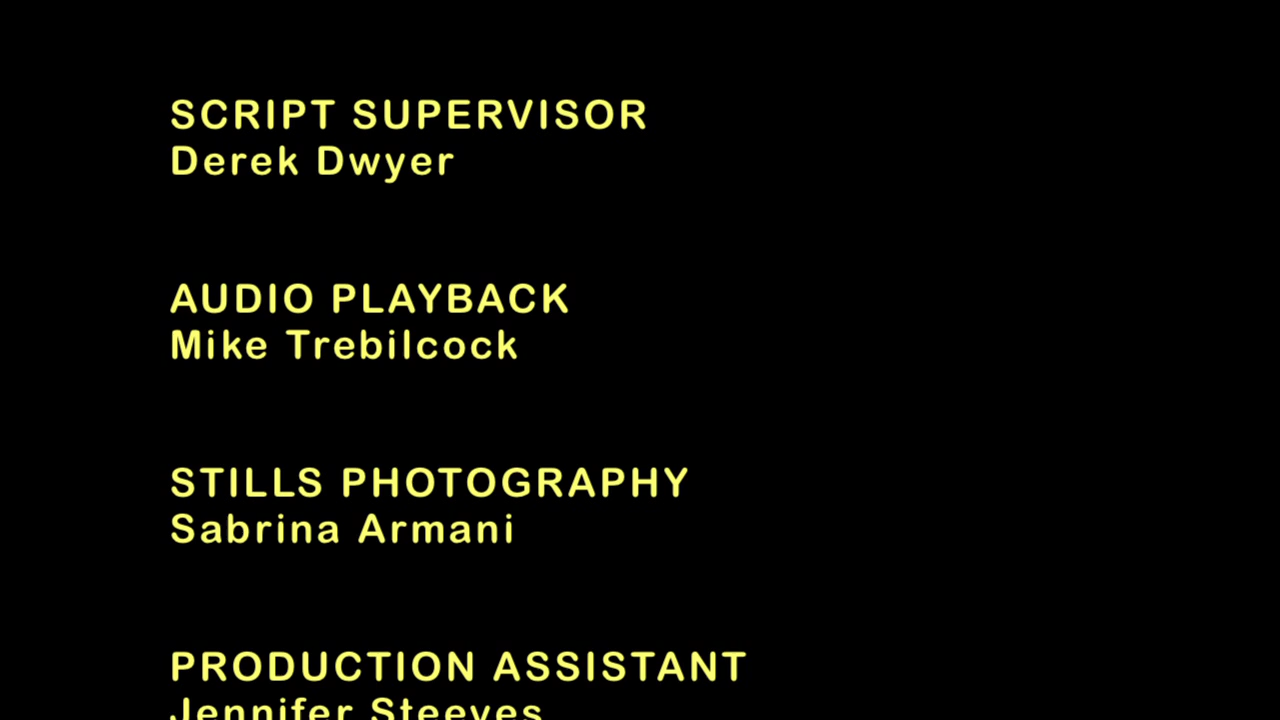 SCRIPT SUPERVISOR
Derek Dwyer
AUDIO PLAYBACK
Mike Trebilcock
STILLS PHOTOGRAPHY
Sabrina Armani
PRODUCTION ASSISTANT
Jennifer Steeves